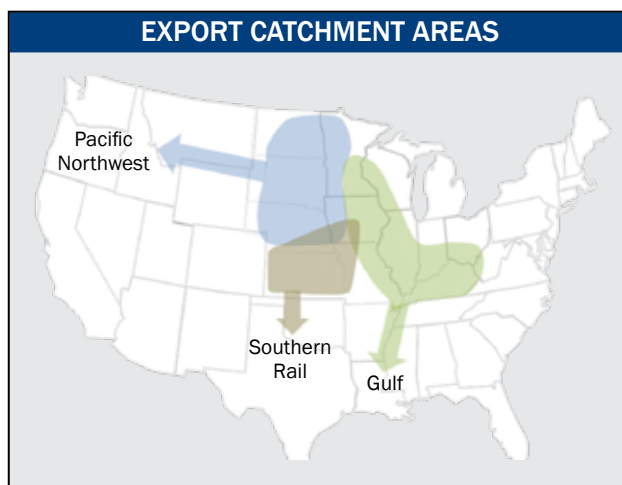 EXPORT CATCHMENT AREAS
Pacific
Northwest
Southern
Rail
Gulf